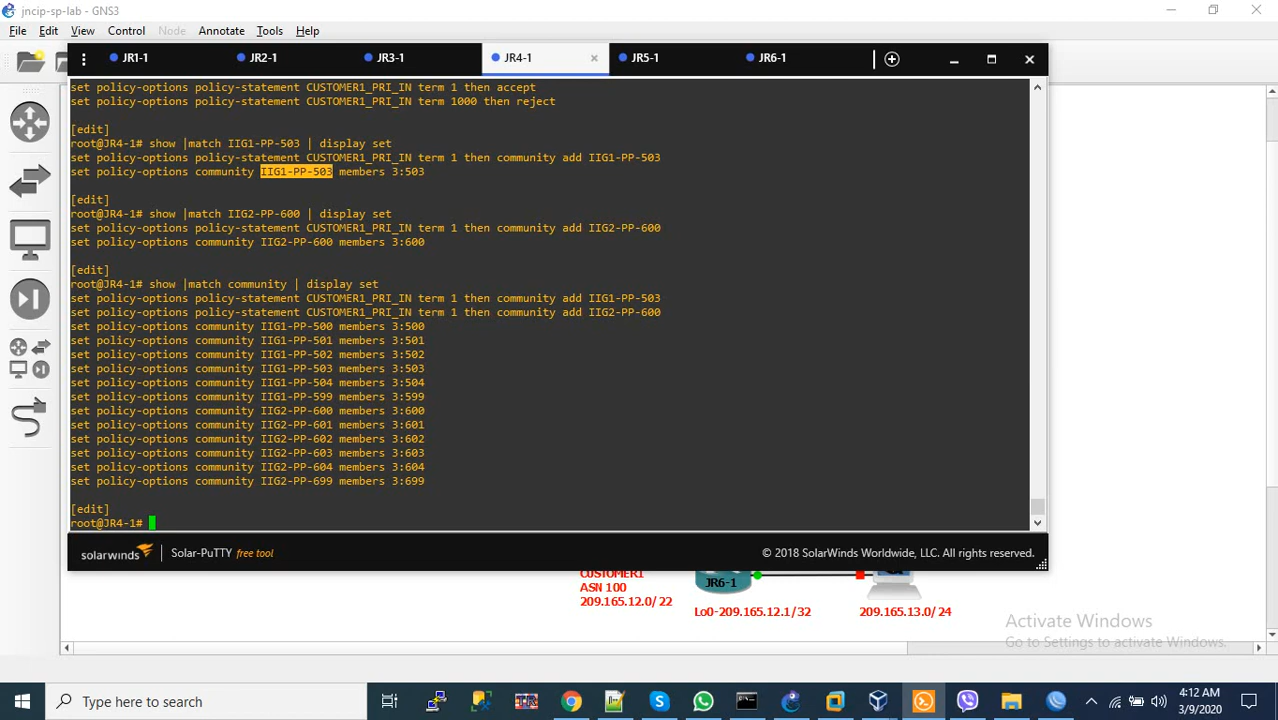 jncip-sp-lab - GNS3
File Edit View Control Node Annotate Tools Help
JR1-1 JR2-1 JR3-1 JR4-1 JR5-1 JR6-1
set policy-options policy-statement CUSTOMER1_PRI_IN term 1 then accept
set policy-options policy-statement CUSTOMER1_PRI_IN term 1000 then reject
[edit]
root@JR4-1# show |match IIG1-PP-503 | display set
set policy-options policy-statement CUSTOMER1_PRI_IN term 1 then community add IIG1-PP-503
set policy-options community IIG1-PP-503 members 3:503
[edit]
root@JR4-1# show |match IIG2-PP-600 | display set
set policy-options policy-statement CUSTOMER1_PRI_IN term 1 then community add IIG2-PP-600
set policy-options community IIG2-PP-600 members 3:600
[edit]
root@JR4-1# show |match community | display set
set policy-options policy-statement CUSTOMER1_PRI_IN term 1 then community add IIG1-PP-503
set policy-options policy-statement CUSTOMER1_PRI_IN term 1 then community add IIG2-PP-600
set policy-options community IIG1-PP-500 members 3:500
set policy-options community IIG1-PP-501 members 3:501
set policy-options community IIG1-PP-502 members 3:502
set policy-options community IIG1-PP-503 members 3:503
set policy-options community IIG1-PP-504 members 3:504
set policy-options community IIG1-PP-599 members 3:599
set policy-options community IIG2-PP-600 members 3:600
set policy-options community IIG2-PP-601 members 3:601
set policy-options community IIG2-PP-602 members 3:602
set policy-options community IIG2-PP-603 members 3:603
set policy-options community IIG2-PP-604 members 3:604
set policy-options community IIG2-PP-699 members 3:699
[edit]
root@JR4-1#
solarwinds Solar-PuTTY free tool © 2018 SolarWinds Worldwide, LLC. All rights reserved.
CUSTOMER1
ASN 100
209.165.12.0/22
JR6-1
Lo0-209.165.12.1/32
209.165.13.0/24
Activate Windows
Go to Settings to activate Windows.
Type here to search
4:12 AM
3/9/2020